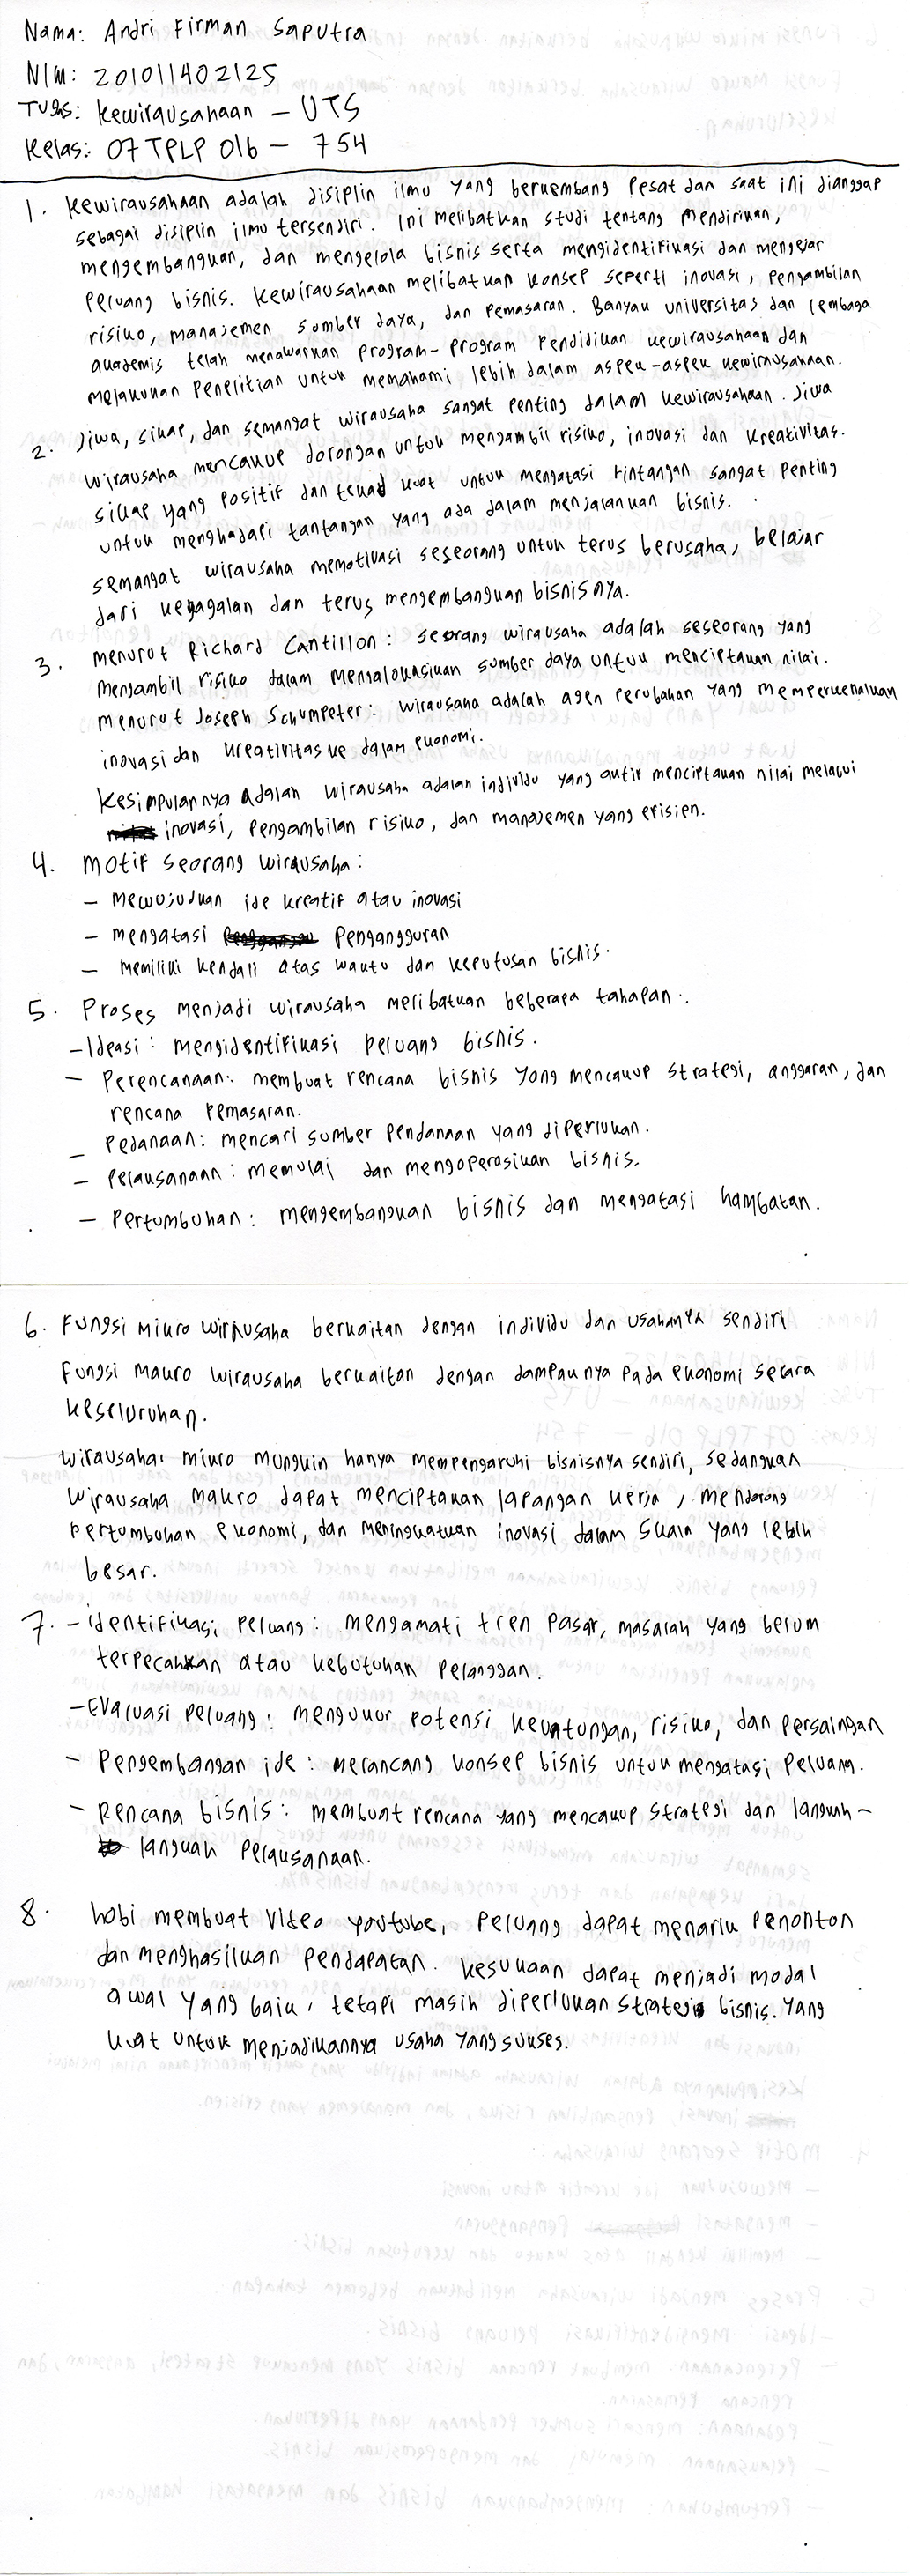 Nama: Andri Firman Saputra
NIM: 201011402125
Tugas: Kewirausahaan - UTS
Kelas: 07 TPLP 016 - 754
1. Kewirausahaan adalah disiplin ilmu yang berkembang pesat dan saat ini dianggap
sebagai disiplin ilmu tersendiri. Ini melibatkan studi tentang mendirikan,
mengembangkan, dan mengelola bisnis serta mengidentifikasi dan mengejar
Peluang bisnis. Kewirausahaan melibatkan konsep seperti inovasi, pengambilan
risiko, manajemen sumber daya, dan pemasaran. Banyak universitas dan lembaga
akademis telah menawarkan program-program Pendidikan kewirausahaan dan
melakukan Penelitian untuk memahami lebih dalam aspek-aspek kewirausahaan.
2. Jiwa, sikap, dan semangat wirausaha sangat penting dalam kewirausahaan. Jiwa
wirausaha mencakup dorongan untuk mengambil risiko, inovasi dan kreativitas.
sikap yang positif dan tekad kuat untuk mengatasi rintangan sangat penting
untuk menghadapi tantangan yang ada dalam menjalankan bisnis.
semangat wirausaha memotivasi seseorang untuk terus berusaha, belajar
dari kegagalan dan terus mengembangkan bisnisnya.
3. menurut Richard Cantillon: seorang wirausaha adalah seseorang yang
mengambil risiko dalam mengalokasikan sumber daya untuk menciptakan nilai.
menurut Joseph Schumpeter: wirausaha adalah agen perubahan yang memperkenalkan
inovasi dan kreativitas ke dalam ekonomi.
Kesimpulannya adalah wirausaha adalah individu yang aktif menciptakan nilai melalui
inovasi, pengambilan risiko, dan manajemen yang efisien.
4. motif seorang wirausaha:
- mewujudkan ide kreatif atau inovasi
- mengatasi Pengangguran
- memiliki kendali atas waktu dan keputusan bisnis.
5. Proses menjadi wirausaha melibatkan beberapa tahapan:
- Ideasi: mengidentifikasi peluang bisnis.
- Perencanaan: membuat rencana bisnis yang mencakup strategi, anggaran, dan
rencana pemasaran.
- Pedanaan: mencari sumber pendanaan yang diperlukan.
- Pelaksanaan: memulai dan mengoperasikan bisnis.
- Pertumbuhan: mengembangkan bisnis dan mengatasi hambatan.
6. Fungsi mikro wirausaha berkaitan dengan individu dan usahanya sendiri
Fungsi makro wirausaha berkaitan dengan dampaknya pada ekonomi secara
keseluruhan.
wirausaha mikro mungkin hanya mempengaruhi bisnisnya sendiri, sedangkan
wirausaha makro dapat menciptakan lapangan kerja, mendorong
Pertumbuhan ekonomi, dan meningkatkan inovasi dalam skala yang lebih
besar.
7. - identifikasi Peluang: mengamati tren pasar, masalah yang belum
terpecahkan atau kebutuhan pelanggan.
- Evaluasi peluang: mengukur potensi keuntungan, risiko, dan persaingan
- Pengembangan ide: merancang konsep bisnis untuk mengatasi Peluang.
- Rencana bisnis: membuat rencana yang mencakup strategi dan langkah-
langkah Pelaksanaan.
8. hobi membuat video youtube, peluang dapat menarik penonton
dan menghasilkan pendapatan. Kesukaan dapat menjadi modal
awal yang baik, tetapi masih diperlukan strategi bisnis. Yang
kuat untuk menjadikannya usaha yang sukses.